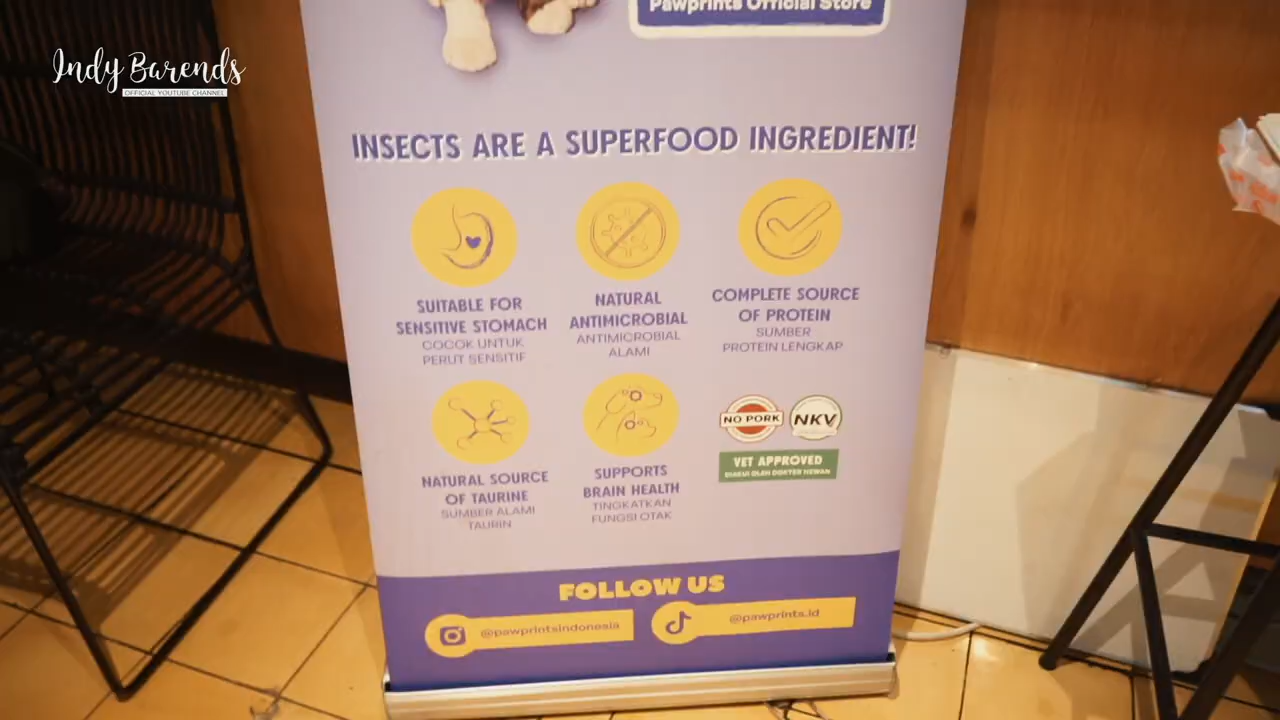 Pawprints Official Store
Indy Barends
OFFICIAL YOUTUBE CHANNEL
INSECTS ARE A SUPERFOOD INGREDIENT!
SUITABLE FOR
SENSITIVE STOMACH
COCOK UNTUK
PERUT SENSITIF
NATURAL
ANTIMICROBIAL
ANTIMICROBIAL
ALAMI
COMPLETE SOURCE
OF PROTEIN
SUMBER
PROTEIN LENGKAP
NATURAL SOURCE
OF TAURINE
SUMBER ALAMI
TAURIN
SUPPORTS
BRAIN HEALTH
TINGKATKAN
FUNGSI OTAK
NO PORK
NKV
VET APPROVED
DIAKUI OLEH DOKTER HEWAN
FOLLOW US
@pawprintsindonesia
@pawprints.id